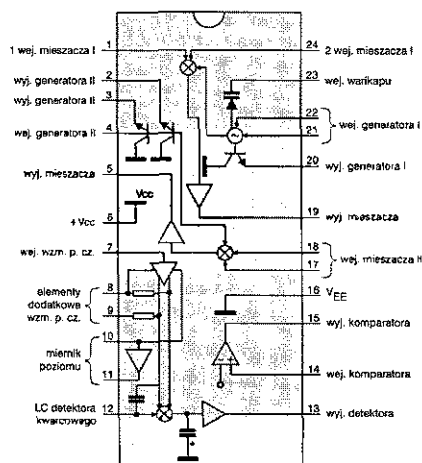 1 wej. mieszacza I 1
wyj. generatora II 2
wyj. generatora II 3
wej. generatora II 4
wyj. mieszacza 5
Vcc
+Vcc 6
wej. wzm. p. cz. 7
elementy dodatkowe wzm. p. cz.
8
9
miernik poziomu
10
11
LC detektora kwarcowego 12
24 2 wej. mieszacza I
23 wej. warikapu
22
21
wej. generatora I
20 wyj. generatora I
19 wyj. mieszacza
18
17
wej. mieszacza II
16 VEE
15 wyj. komparatora
14 wej. komparatora
13 wyj. detektora